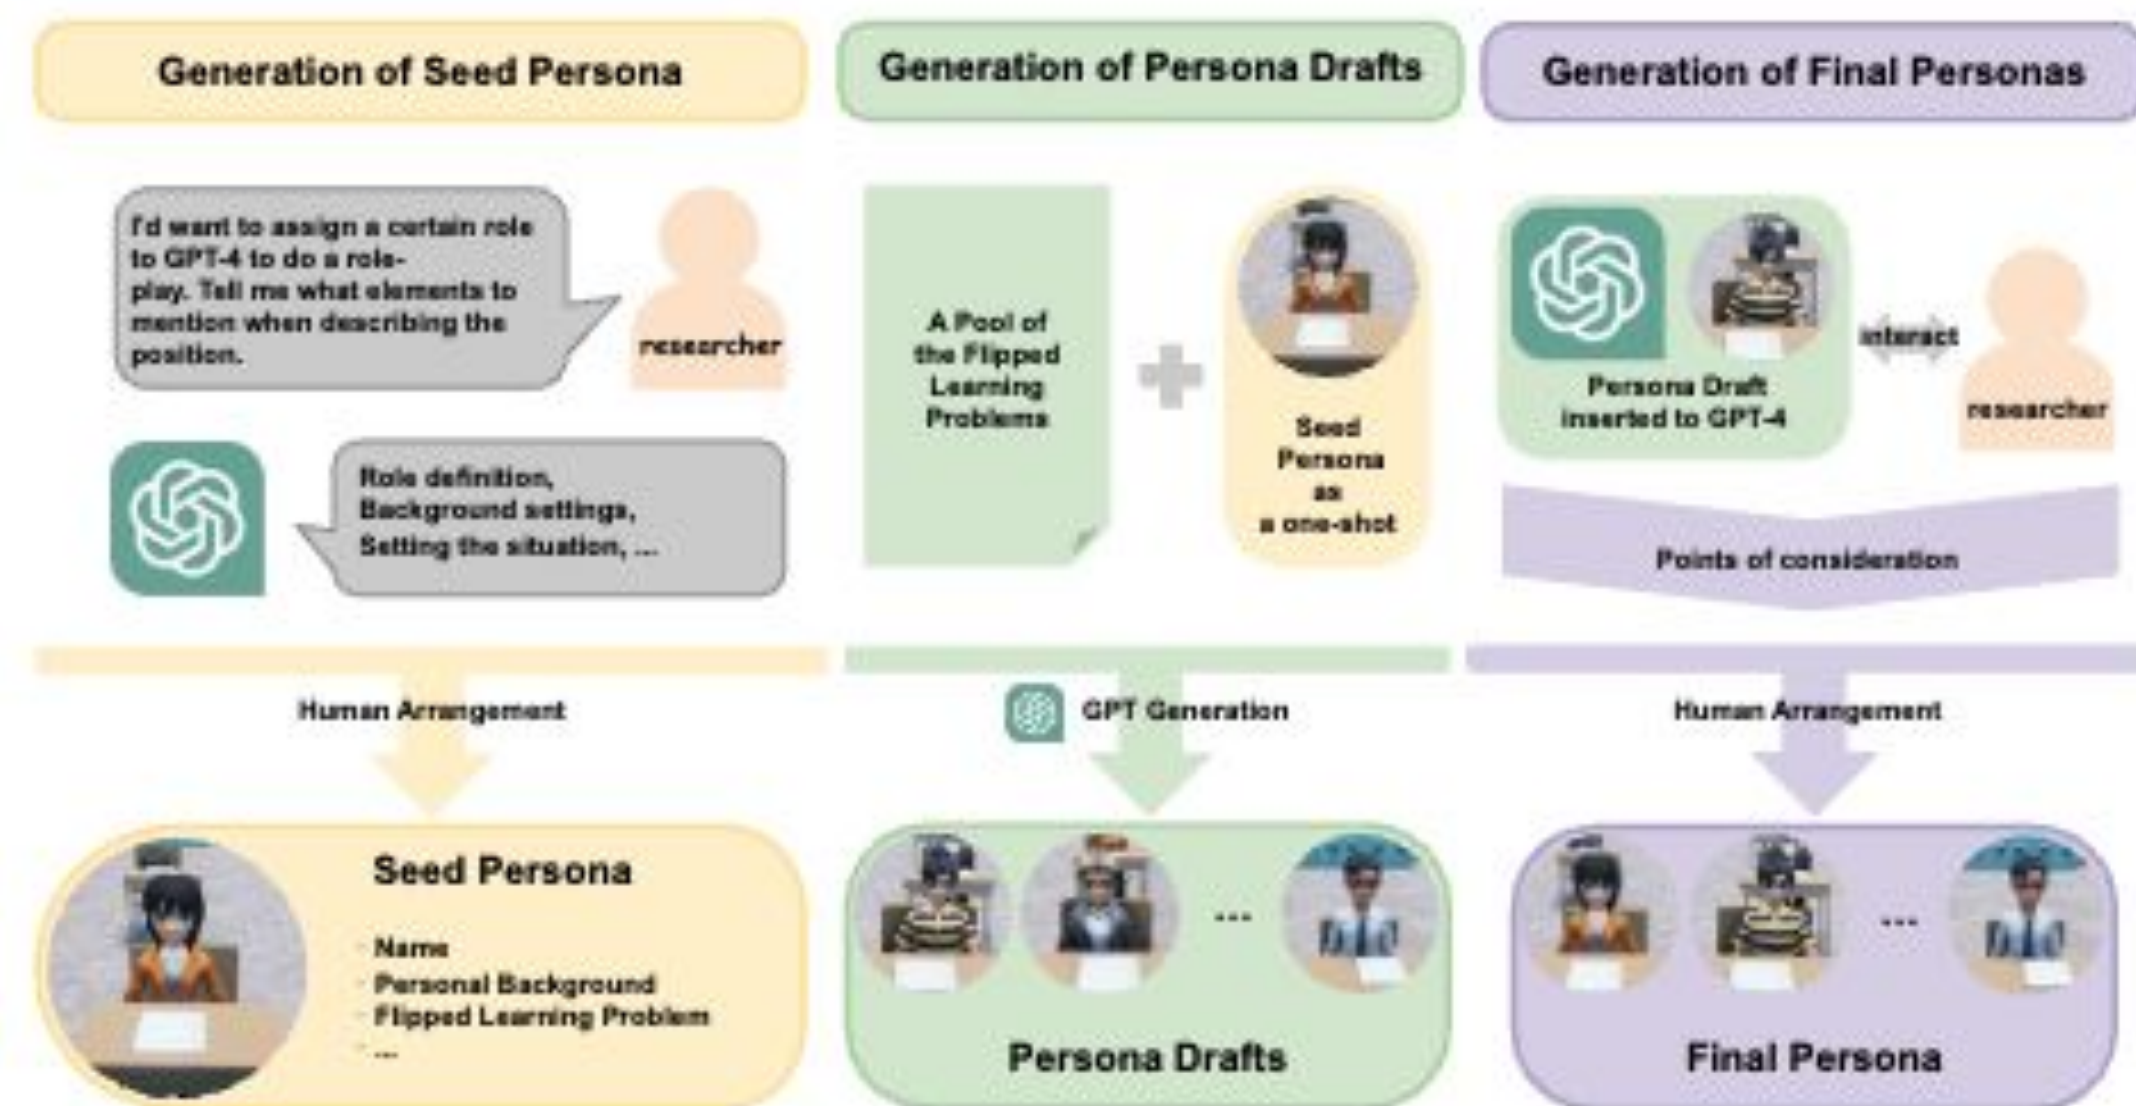 Generation of Seed Persona
I'd want to assign a certain role
to GPT-4 to do a role-
play. Tell me what elements to
mention when describing the
position.
researcher
Role definition,
Background settings,
Setting the situation, ...
Human Arrangement
Seed Persona
- Name
- Personal Background
- Flipped Learning Problem
- ...
Generation of Persona Drafts
A Pool of
the Flipped
Learning
Problems
Seed
Persona
as
a one-shot
GPT Generation
...
Persona Drafts
Generation of Final Personas
Persona Draft
inserted to GPT-4
interact
researcher
Points of consideration
Human Arrangement
...
Final Persona